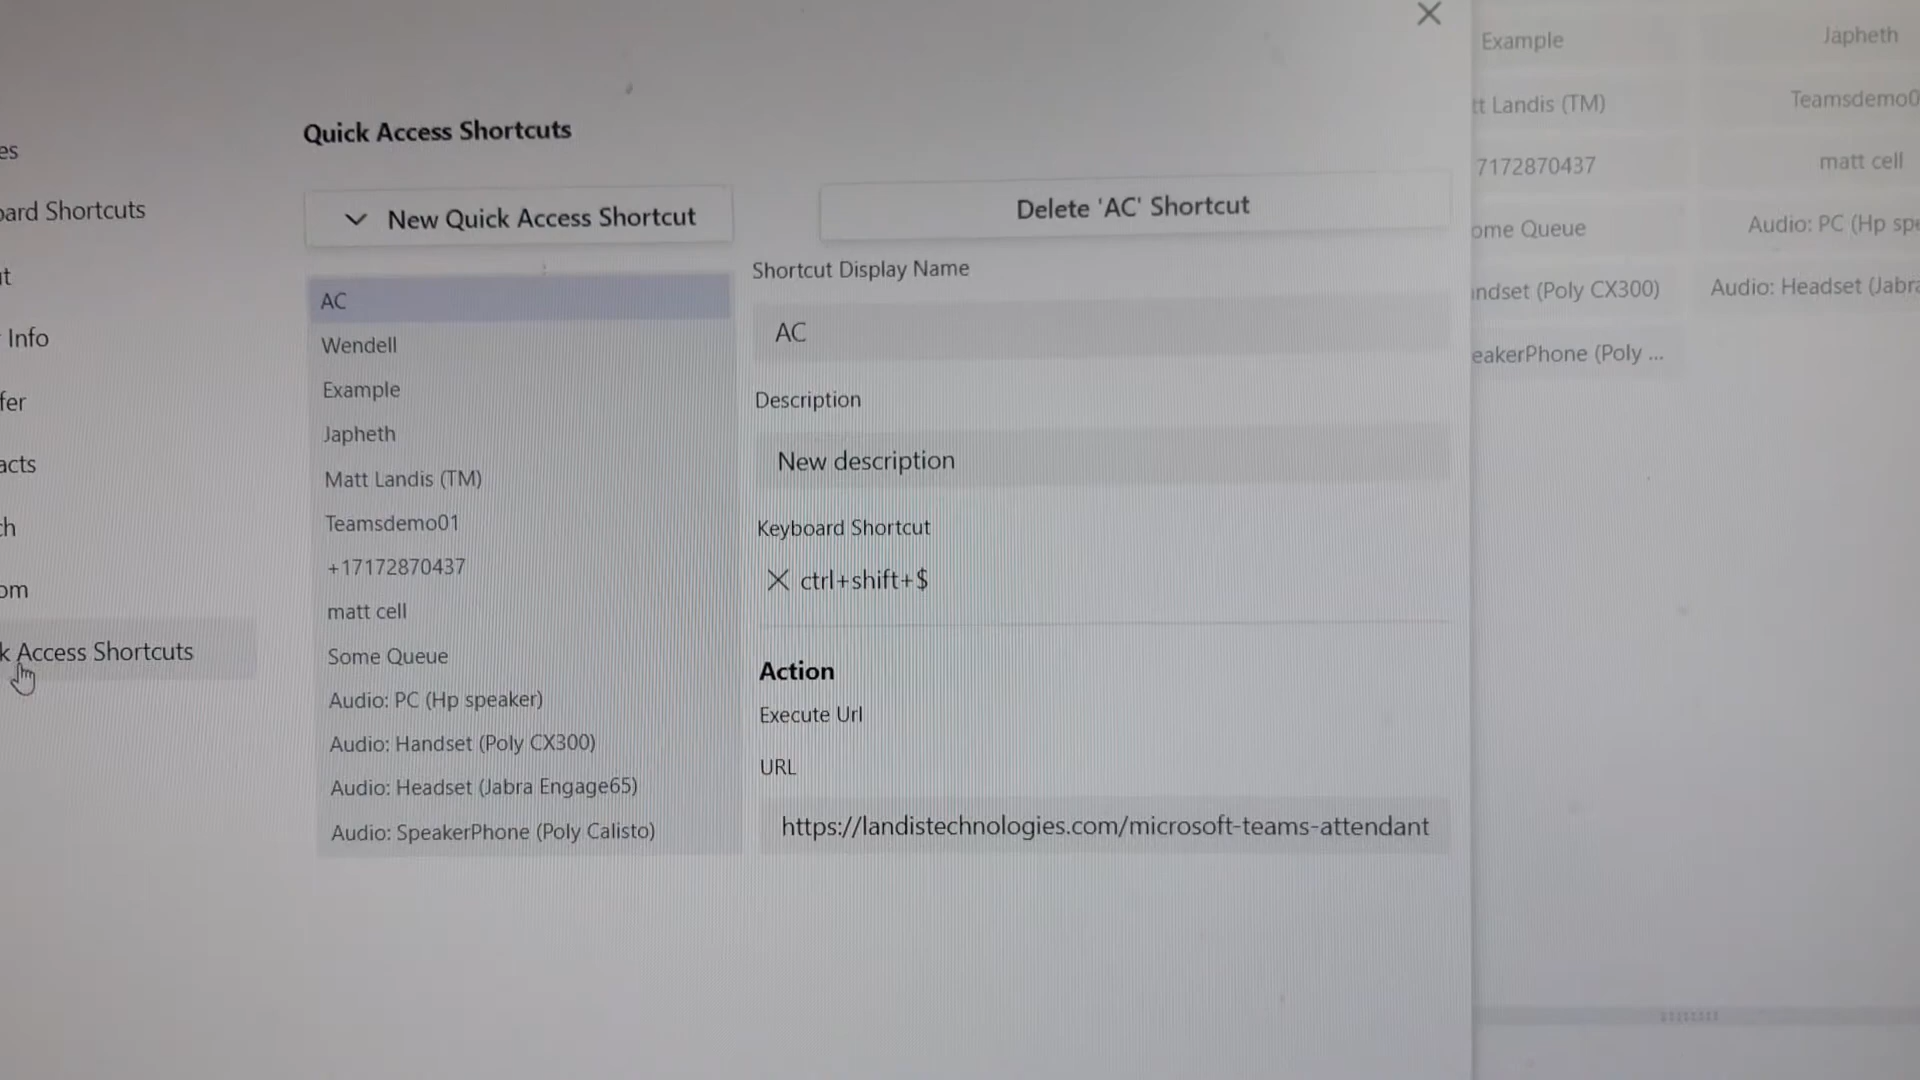 es
oard Shortcuts
t
Info
fer
acts
ch
om
k Access Shortcuts
Quick Access Shortcuts
New Quick Access Shortcut
AC
Wendell
Example
Japheth
Matt Landis (TM)
Teamsdemo01
+17172870437
matt cell
Some Queue
Audio: PC (Hp speaker)
Audio: Handset (Poly CX300)
Audio: Headset (Jabra Engage65)
Audio: SpeakerPhone (Poly Calisto)
Delete 'AC' Shortcut
Shortcut Display Name
AC
Description
New description
Keyboard Shortcut
ctrl+shift+$
Action
Execute Url
URL
https://landistechnologies.com/microsoft-teams-attendant
Example Japheth
tt Landis (TM) Teamsdemo0
7172870437 matt cell
ome Queue Audio: PC (Hp spe
ndset (Poly CX300) Audio: Headset (Jabra
eakerPhone (Poly ...